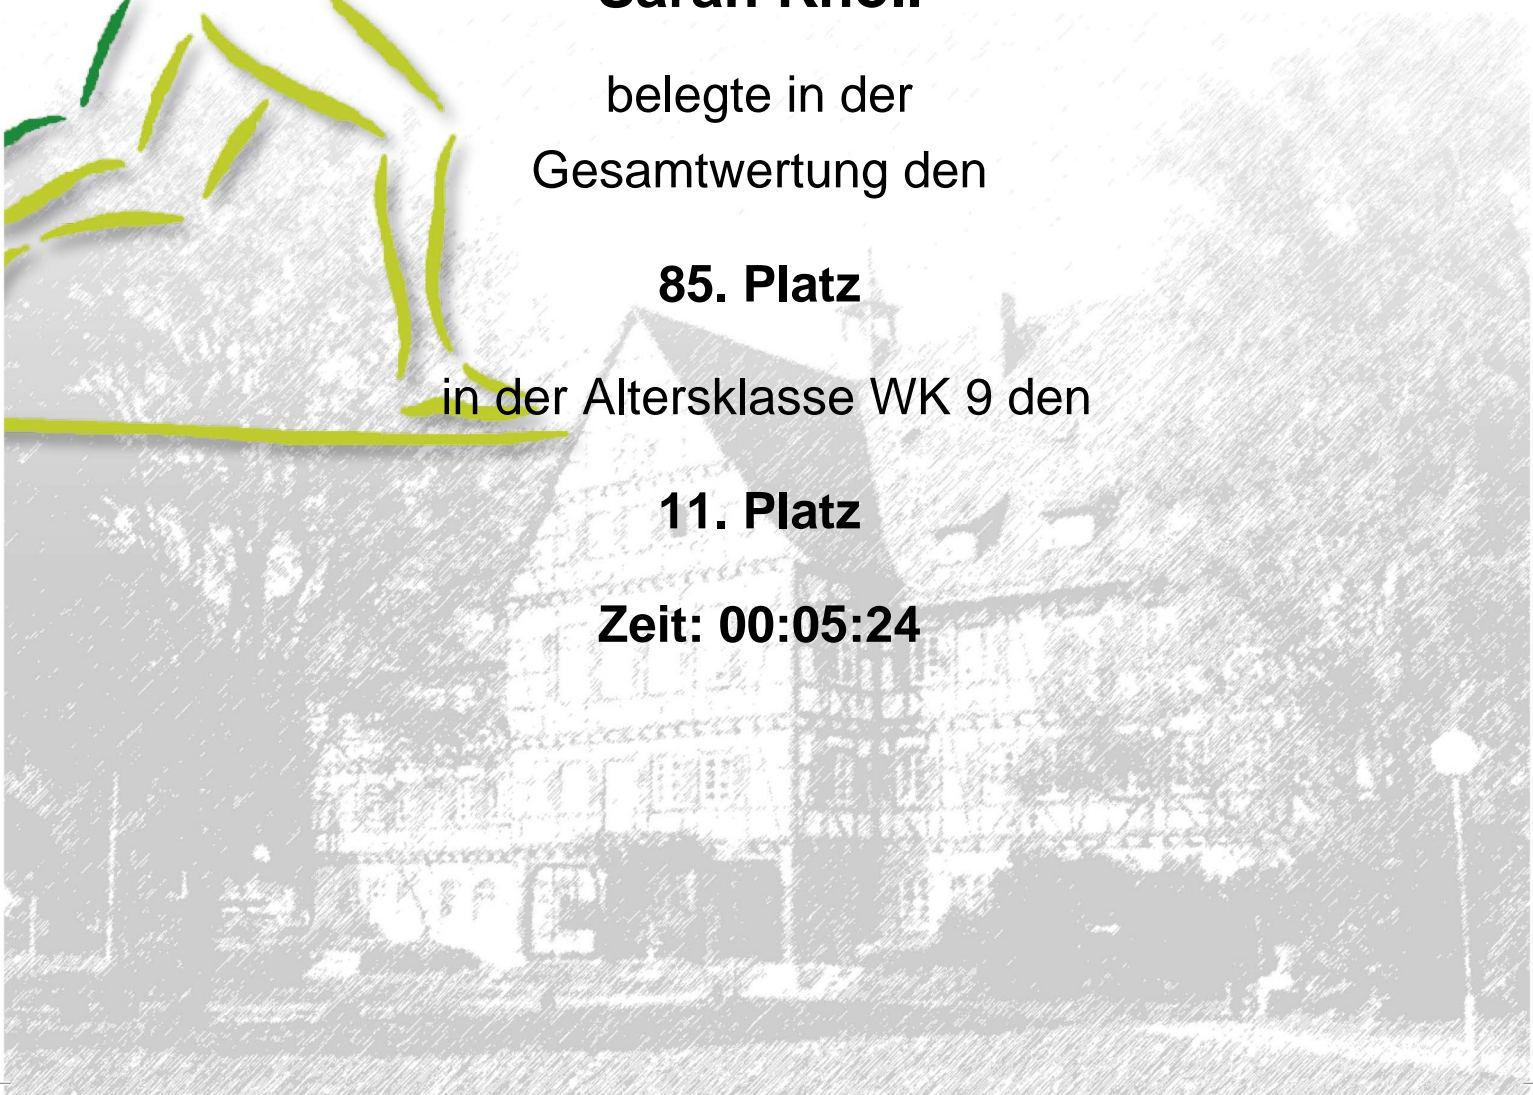 Sarah
belegte in der
Gesamtwertung den
85. Platz
in der Altersklasse WK 9 den
11. Platz
Zeit: 00:05:24